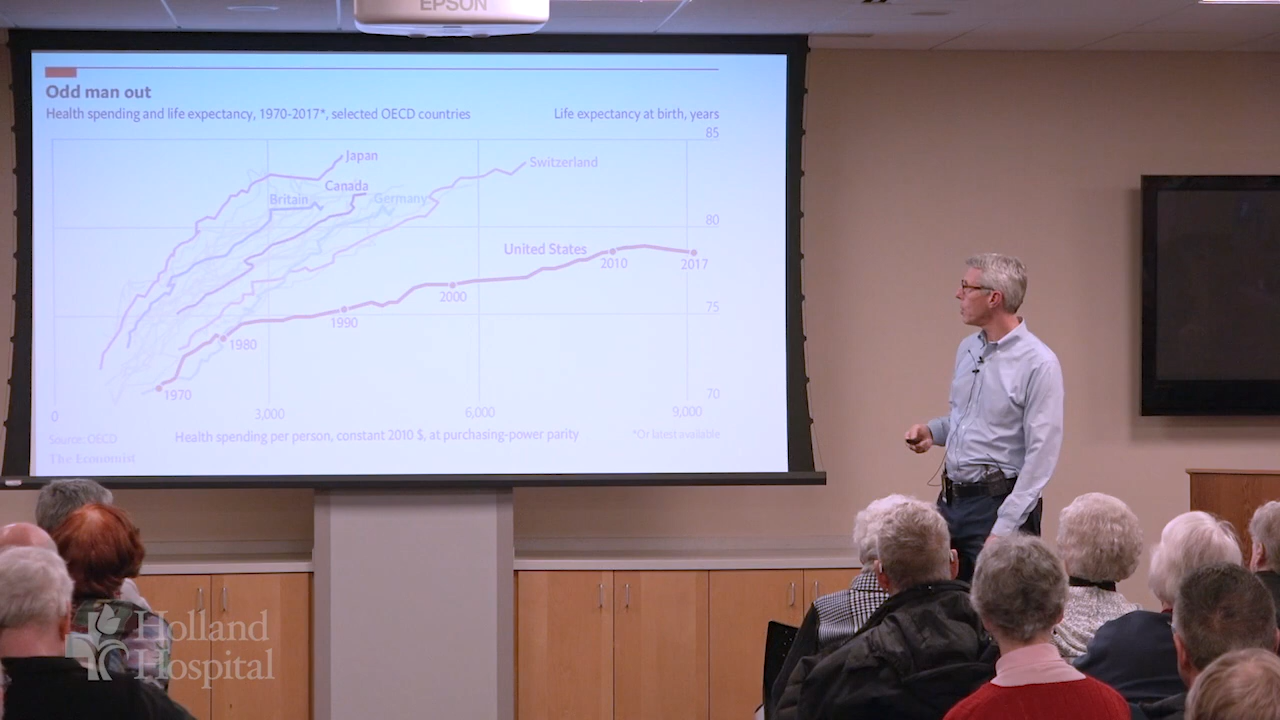 EPSON
Odd man out
Health spending and life expectancy, 1970-2017*, selected OECD countries
Life expectancy at birth, years
85
Japan
Switzerland
Canada
Britain
Germany
80
United States
2010
2017
2000
75
1990
1980
1970
70
0
3,000
6,000
9,000
Source: OECD
Health spending per person, constant 2010 $, at purchasing-power parity
*Or latest available
The Economist
Holland
Hospital